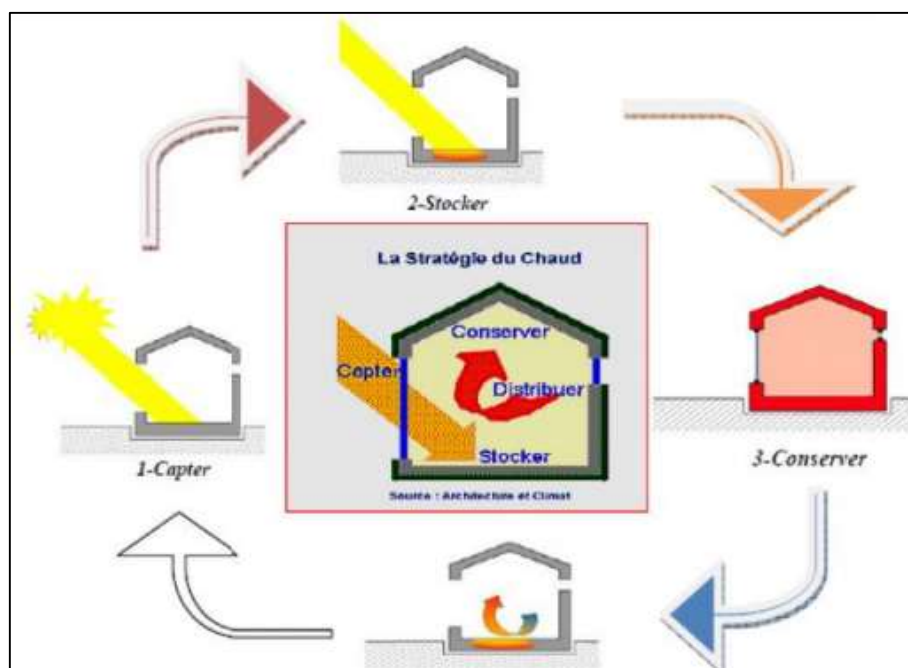 2-Stocker
La Stratégie du Chaud
Conserver
Capter
Distribuer
Stocker
Source : Architecture et Climat
1-Capter
3-Conserver